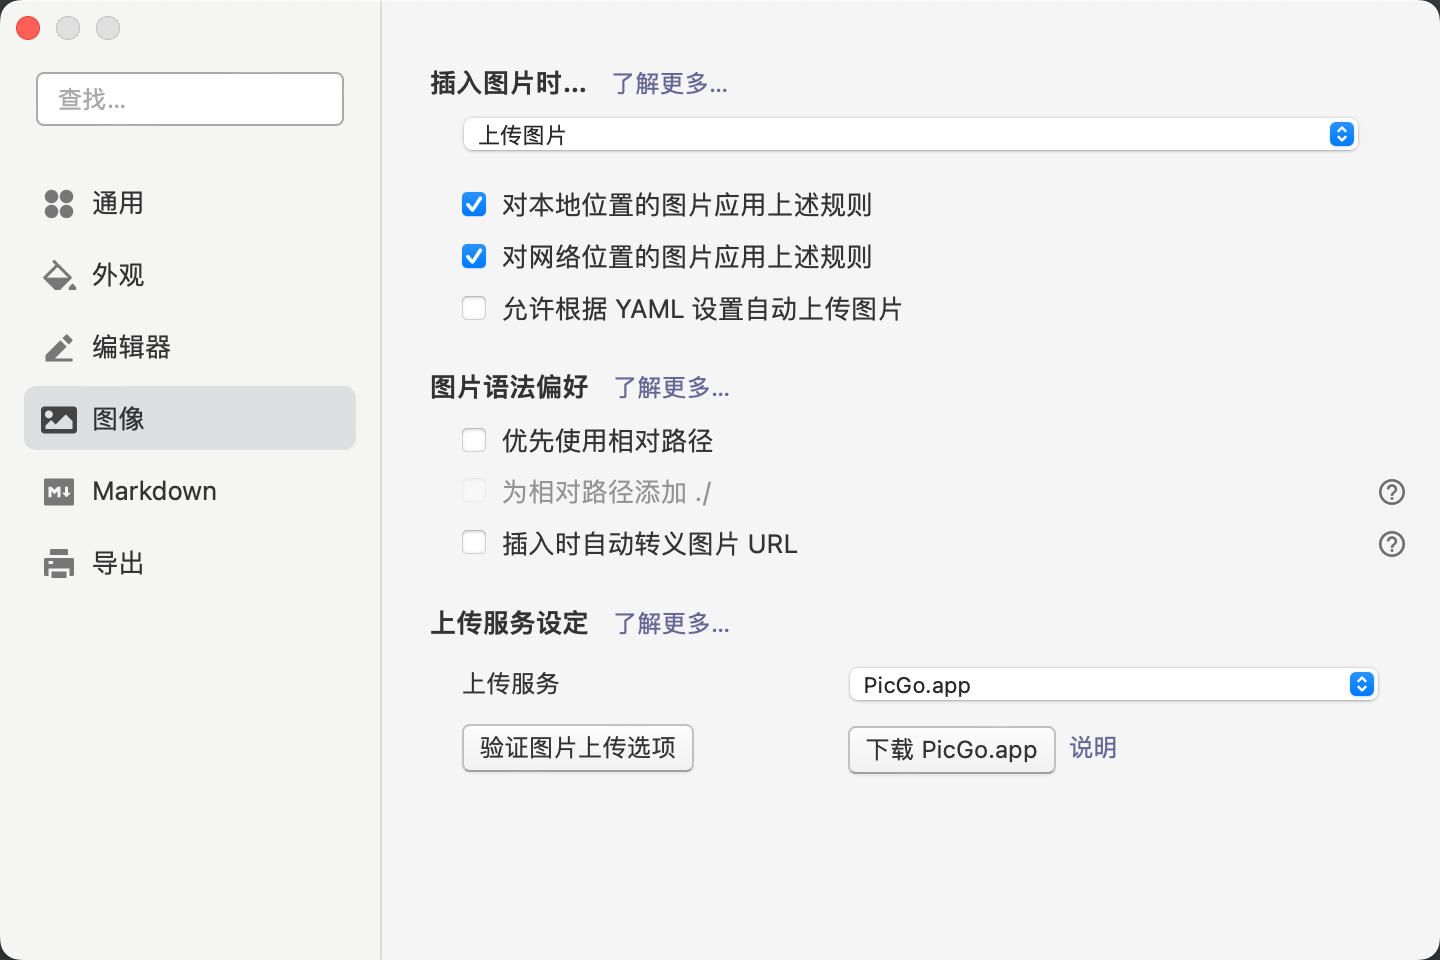 查找...
通用
外观
编辑器
图像
Markdown
导出
插入图片时... 了解更多...
上传图片
对本地位置的图片应用上述规则
对网络位置的图片应用上述规则
允许根据 YAML 设置自动上传图片
图片语法偏好 了解更多...
优先使用相对路径
为相对路径添加 ./
插入时自动转义图片 URL
上传服务设定 了解更多...
上传服务 PicGo.app
验证图片上传选项 下载 PicGo.app 说明